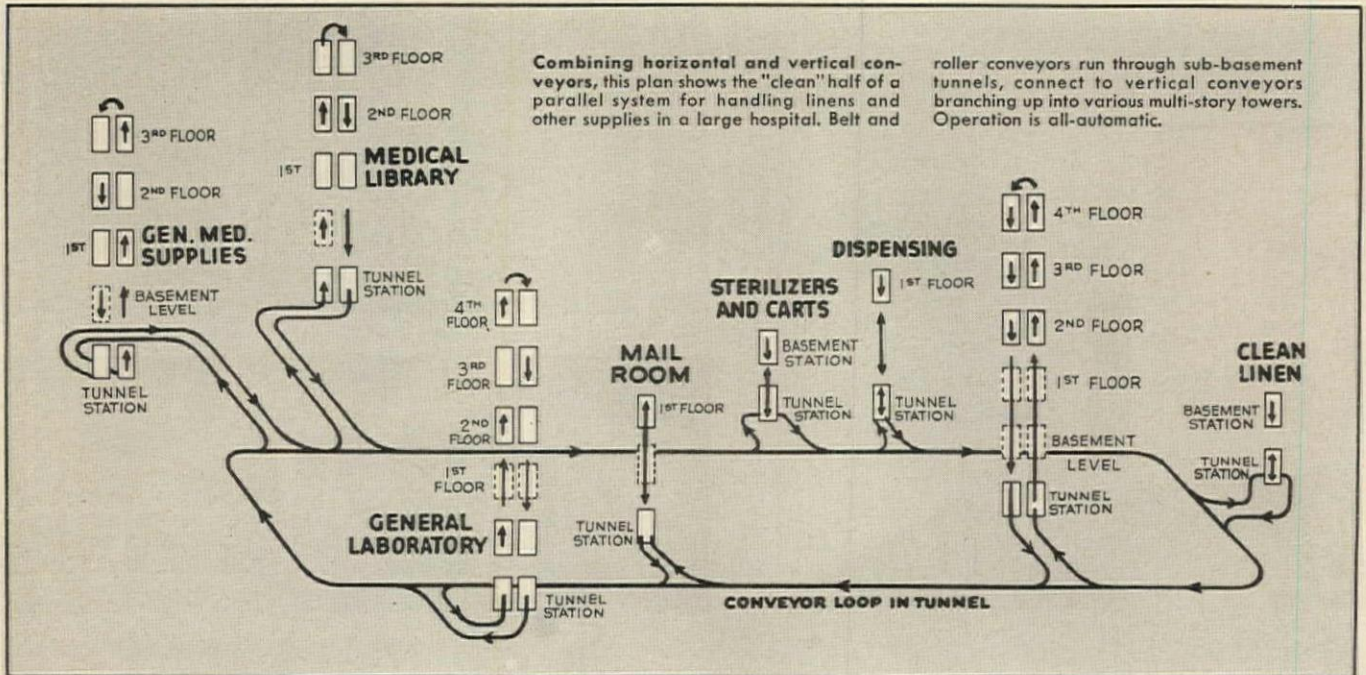 Combining horizontal and vertical con-
veyors, this plan shows the "clean" half of a
parallel system for handling linens and
other supplies in a large hospital. Belt and
roller conveyors run through sub-basement
tunnels, connect to vertical conveyors
branching up into various multi-story towers.
Operation is all-automatic.
3RD FLOOR
2ND FLOOR
1ST
GEN. MED.
SUPPLIES
BASEMENT
LEVEL
TUNNEL
STATION
3RD FLOOR
2ND FLOOR
1ST
MEDICAL
LIBRARY
TUNNEL
STATION
4TH
FLOOR
3RD
FLOOR
2ND
FLOOR
1ST
FLOOR
GENERAL
LABORATORY
TUNNEL
STATION
MAIL
ROOM
1ST FLOOR
TUNNEL
STATION
STERILIZERS
AND CARTS
BASEMENT
STATION
TUNNEL
STATION
DISPENSING
1ST FLOOR
TUNNEL
STATION
4TH FLOOR
3RD FLOOR
2ND FLOOR
1ST FLOOR
BASEMENT
LEVEL
TUNNEL
STATION
CLEAN
LINEN
BASEMENT
STATION
TUNNEL
STATION
CONVEYOR LOOP IN TUNNEL